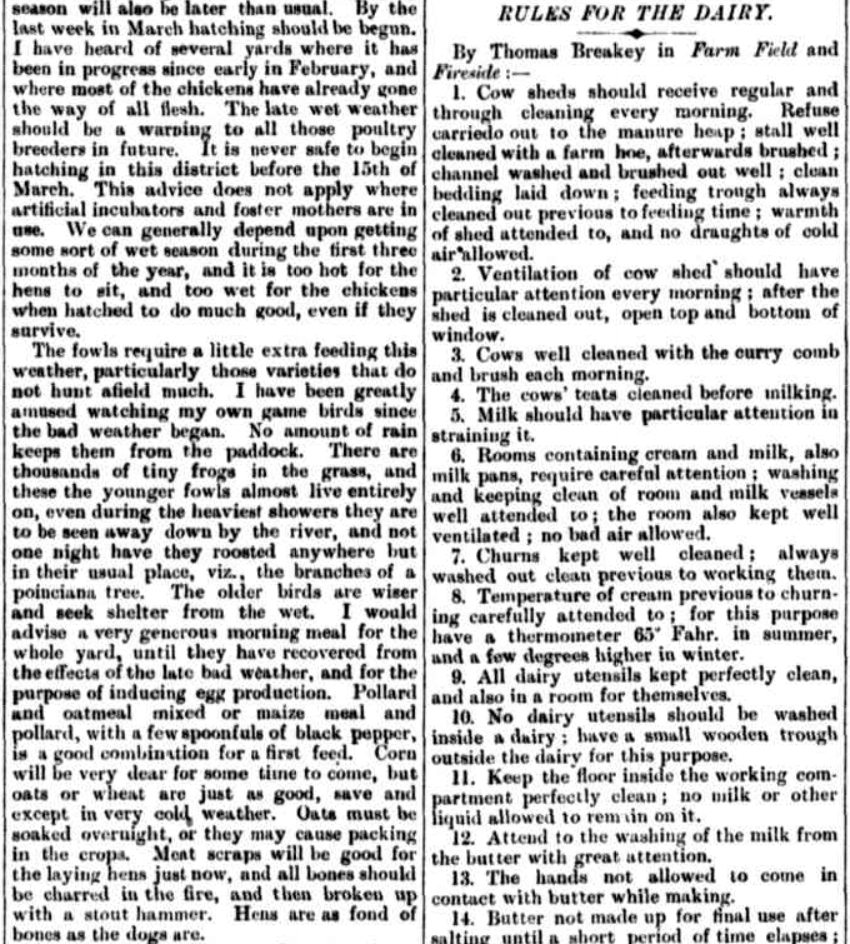 season will also be later than usual. By the
last week in March hatching should be begun.
I have heard of several yards where it has
been in progress since early in February, and
where most of the chickens have already gone
the way of all flesh. The late wet weather
should be a warning to all those poultry
breeders in future. It is never safe to begin
hatching in this district before the 15th of
March. This advice does not apply where
artificial incubators and foster mothers are in
use. We can generally depend upon getting
some sort of wet season during the first three
months of the year, and it is too hot for the
hens to sit, and too wet for the chickens
when hatched to do much good, even if they
survive.
The fowls require a little extra feeding this
weather, particularly those varieties that do
not hunt afield much. I have been greatly
amused watching my own game birds since
the bad weather began. No amount of rain
keeps them from the paddock. There are
thousands of tiny frogs in the grass, and
these the younger fowls almost live entirely
on, even during the heaviest showers they are
to be seen away down by the river, and not
one night have they roosted anywhere but
in their usual place, viz., the branches of a
poinciana tree. The older birds are wiser
and seek shelter from the wet. I would
advise a very generous morning meal for the
whole yard, until they have recovered from
the effects of the late bad weather, and for the
purpose of inducing egg production. Pollard
and oatmeal mixed or maize meal and
pollard, with a few spoonfuls of black pepper,
is a good combination for a first feed. Corn
will be very dear for some time to come, but
oats or wheat are just as good, save and
except in very cold weather. Oats must be
soaked overnight, or they may cause packing
in the crops. Meat scraps will be good for
the laying hens just now, and all bones should
be charred in the fire, and then broken up
with a stout hammer. Hens are as fond of
bones as the dogs are.
RULES FOR THE DAIRY.
By Thomas Breakey in Farm Field and
Fireside :—
1. Cow sheds should receive regular and
through cleaning every morning. Refuse
carriedo out to the manure heap ; stall well
cleaned with a farm hoe, afterwards brushed ;
channel washed and brushed out well ; clean
bedding laid down ; feeding trough always
cleaned out previous to feeding time ; warmth
of shed attended to, and no draughts of cold
air allowed.
2. Ventilation of cow shed should have
particular attention every morning ; after the
shed is cleaned out, open top and bottom of
window.
3. Cows well cleaned with the curry comb
and brush each morning.
4. The cows' teats cleaned before milking.
5. Milk should have particular attention in
straining it.
6. Rooms containing cream and milk, also
milk pans, require careful attention ; washing
and keeping clean of room and milk vessels
well attended to ; the room also kept well
ventilated ; no bad air allowed.
7. Churns kept well cleaned ; always
washed out clean previous to working them.
8. Temperature of cream previous to churn-
ing carefully attended to ; for this purpose
have a thermometer 65° Fahr. in summer,
and a few degrees higher in winter.
9. All dairy utensils kept perfectly clean,
and also in a room for themselves.
10. No dairy utensils should be washed
inside a dairy ; have a small wooden trough
outside the dairy for this purpose.
11. Keep the floor inside the working com-
partment perfectly clean ; no milk or other
liquid allowed to remain on it.
12. Attend to the washing of the milk from
the butter with great attention.
13. The hands not allowed to come in
contact with butter while making.
14. Butter not made up for final use after
salting until a short period of time elapses ;